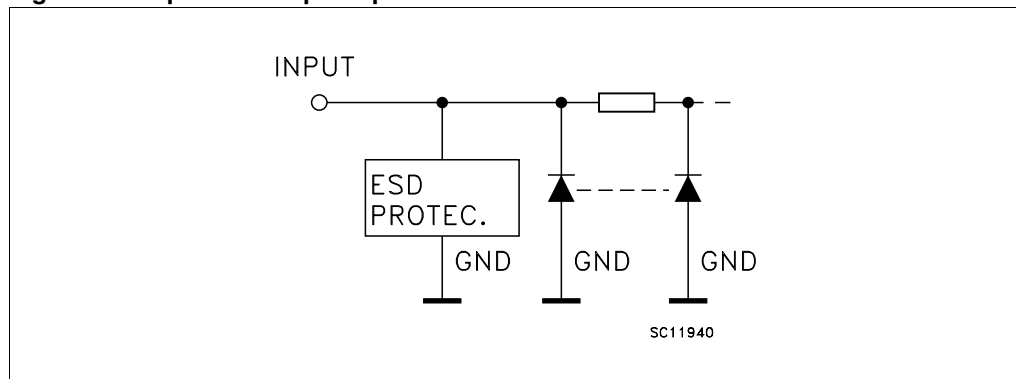 INPUT
ESD
PROTEC.
GND
GND
GND
SC11940